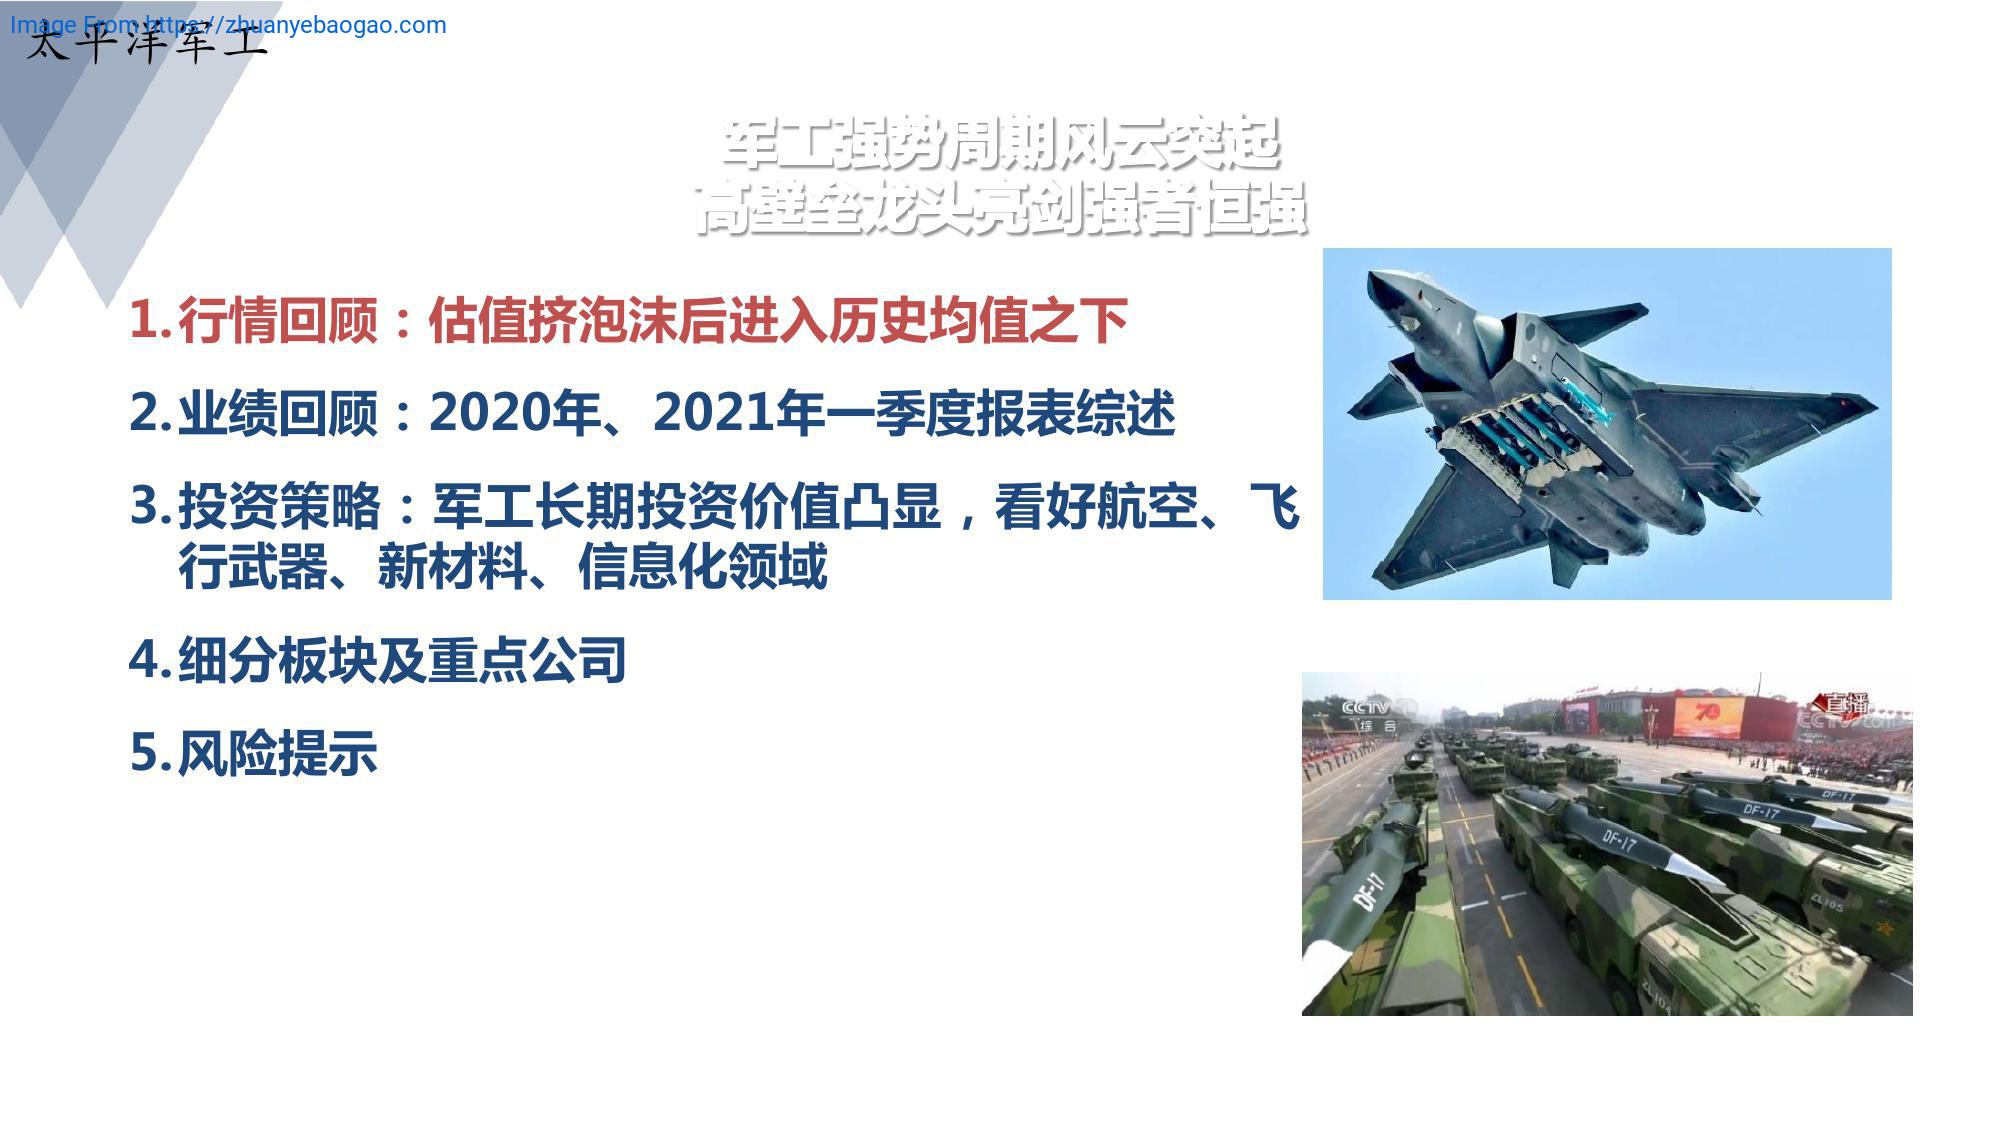 Image From https://zhuanyebaogao.com
太平洋军工
军工强势周期风云突起
高壁垒龙头亮剑强者恒强
1.行情回顾：估值挤泡沫后进入历史均值之下
2.业绩回顾：2020年、2021年一季度报表综述
3.投资策略：军工长期投资价值凸显，看好航空、飞
行武器、新材料、信息化领域
4.细分板块及重点公司
5.风险提示
CCTV 1
综合
直播
70
DF-17
DF-17
DF-17
DF-17
ZL105